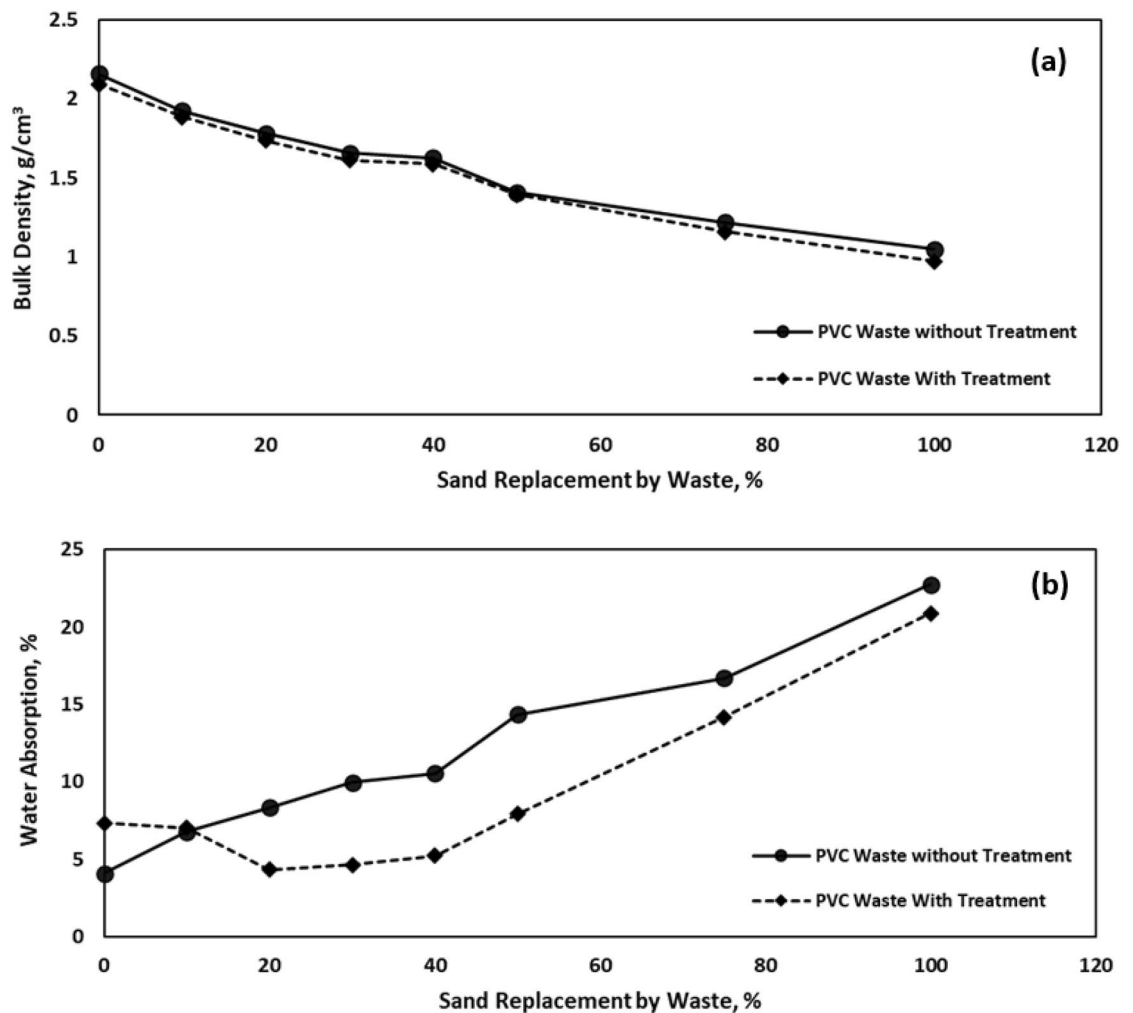 (a)
2.5
2
1.5
1
0.5
0
Bulk Density, g/cm³
PVC Waste without Treatment
PVC Waste With Treatment
0 20 40 60 80 100 120
Sand Replacement by Waste, %
(b)
25
20
15
10
5
0
Water Absorption, %
PVC Waste without Treatment
PVC Waste With Treatment
0 20 40 60 80 100 120
Sand Replacement by Waste, %